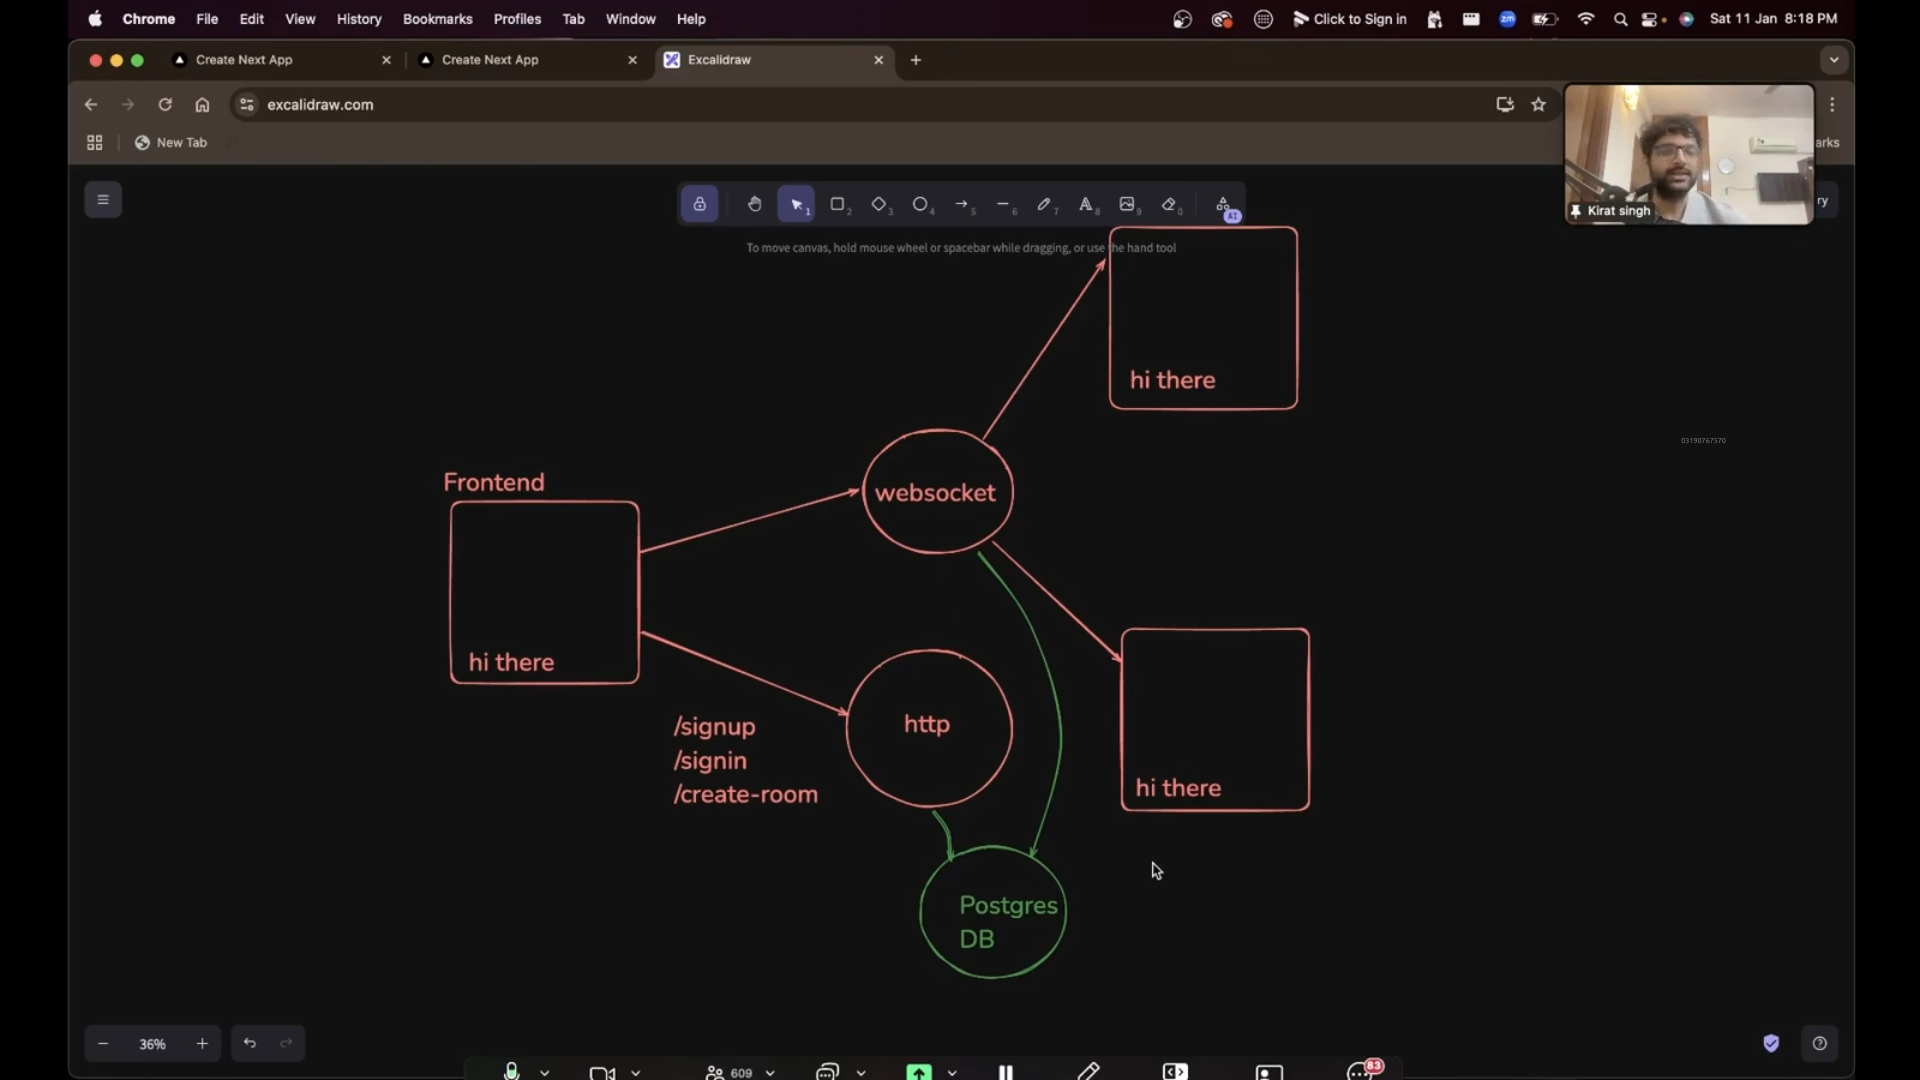 Chrome File Edit View History Bookmarks Profiles Tab Window Help Click to Sign in zm Sat 11 Jan 8:18 PM
Create Next App Create Next App Excalidraw
excalidraw.com
New Tab arks
1 2 3 4 5 6 7 8 9 0 AI ry
Kirat singh
To move canvas, hold mouse wheel or spacebar while dragging, or use the hand tool
hi there
03190767570
Frontend
websocket
hi there
/signup
http
/signin
/create-room
hi there
Postgres
DB
36%
609 83